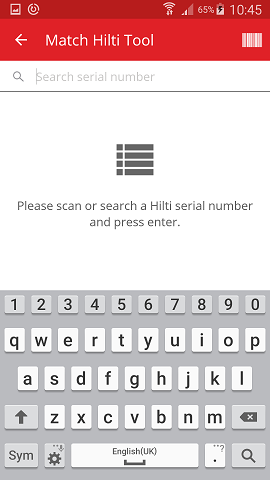 65% 10:45
Match Hilti Tool
Search serial number
Please scan or search a Hilti serial number
and press enter.
1 2 3 4 5 6 7 8 9 0
q w e r t y u i o p
a s d f g h j k l
z x c v b n m
Sym English(UK) . ?